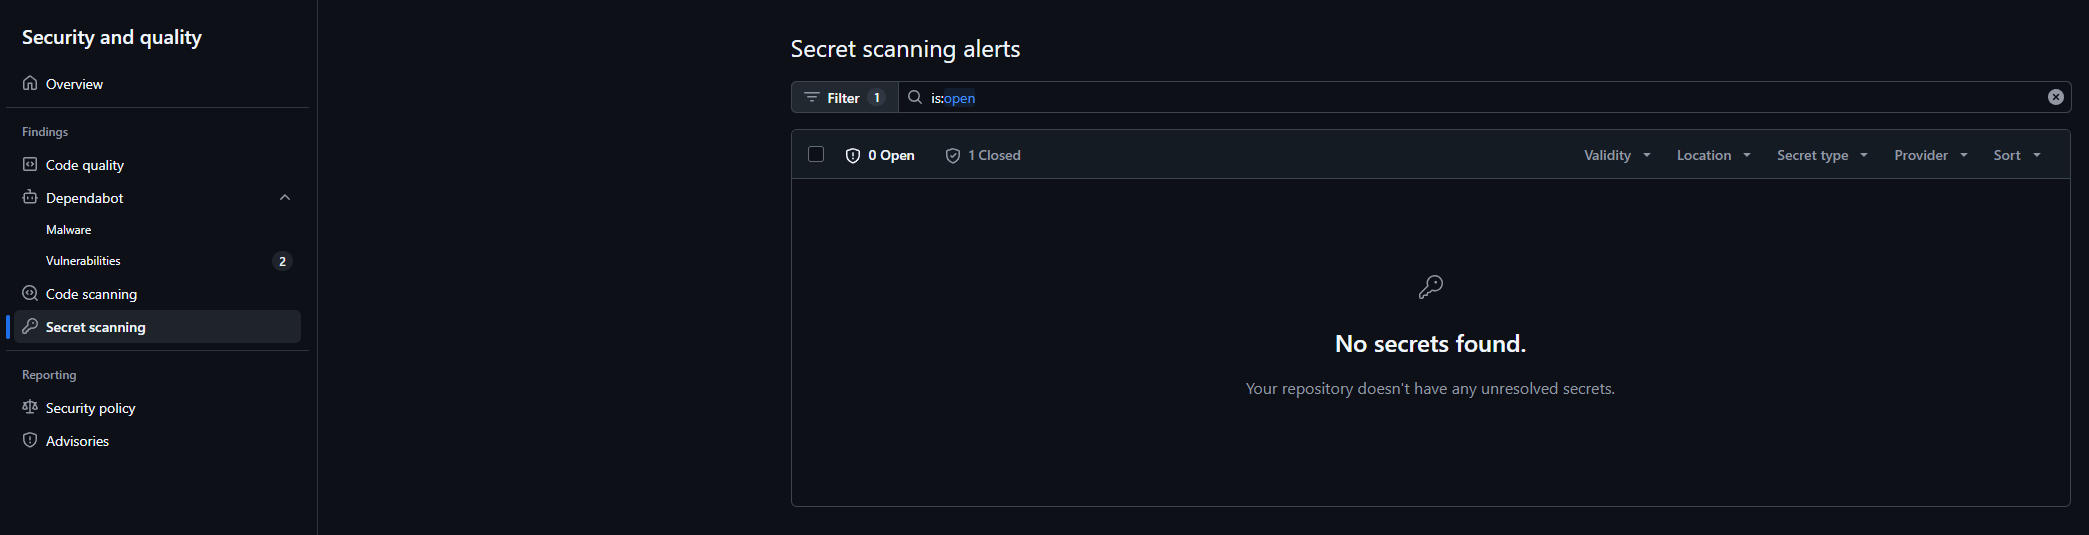 Security and quality
Overview
Findings
Code quality
Dependabot
Malware
Vulnerabilities 2
Code scanning
Secret scanning
Reporting
Security policy
Advisories
Secret scanning alerts
Filter 1 is:open
0 Open 1 Closed Validity Location Secret type Provider Sort
No secrets found.
Your repository doesn't have any unresolved secrets.